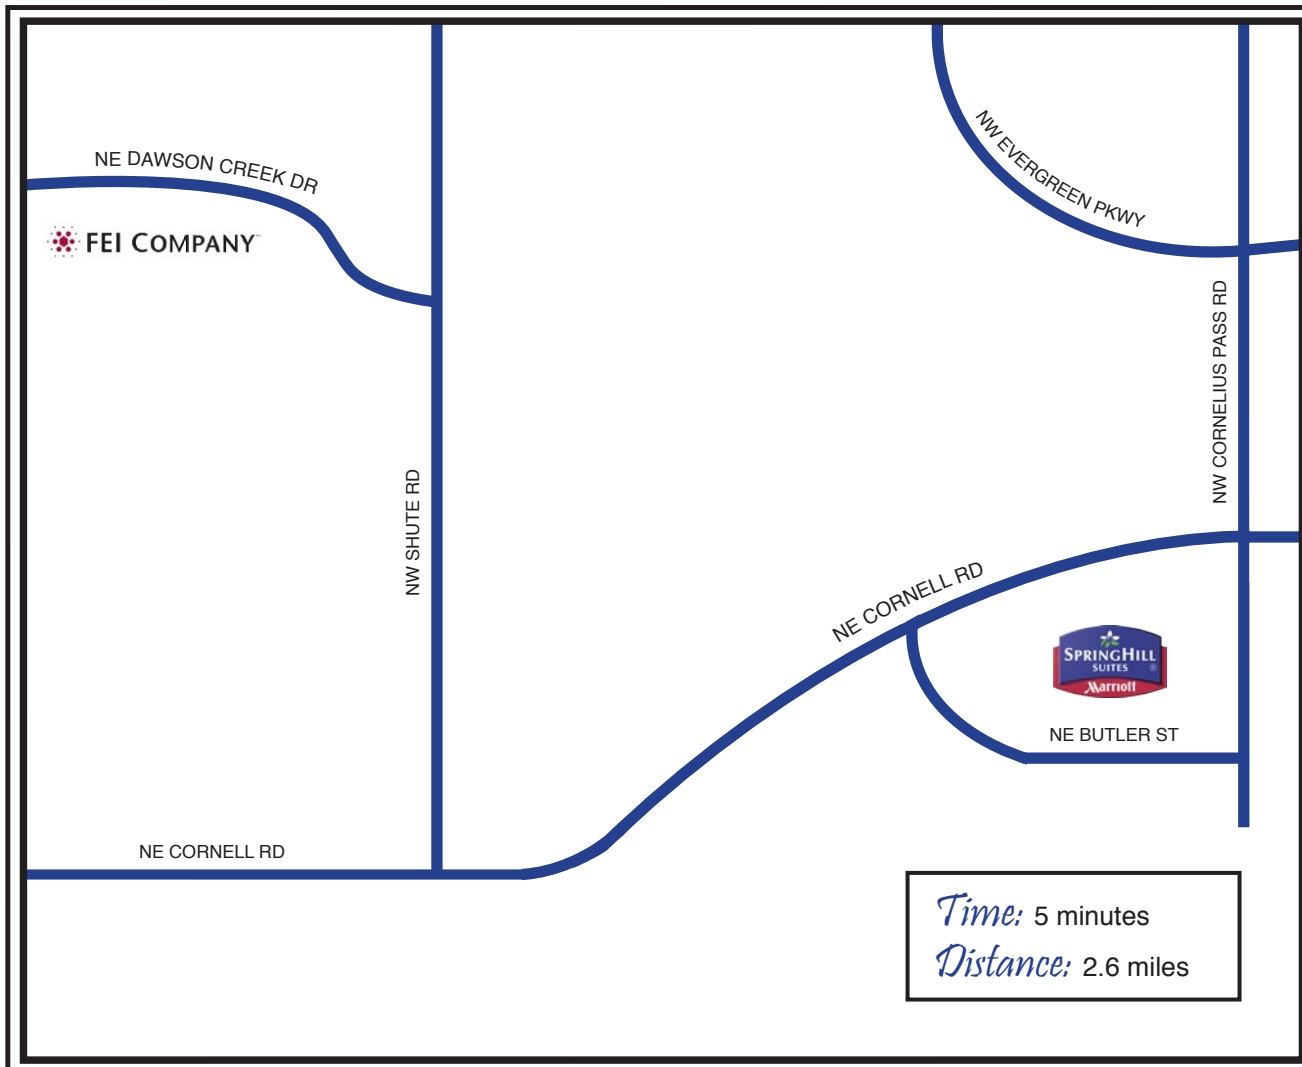 NE DAWSON CREEK DR
NW EVERGREEN PKWY
FEI COMPANY™
NW CORNELIUS PASS RD
NW SHUTE RD
NE CORNELL RD
SPRINGHILL
SUITES ®
Marriott
NE BUTLER ST
NE CORNELL RD
Time: 5 minutes
Distance: 2.6 miles